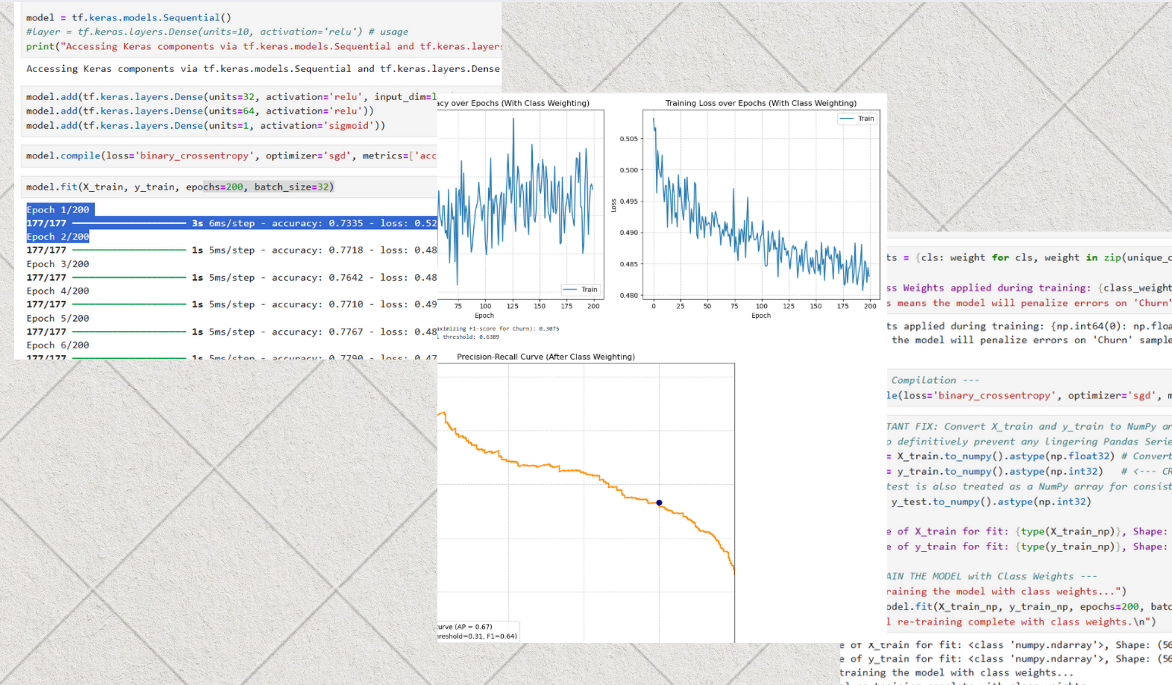 model = tf.keras.models.Sequential()
#layer = tf.keras.layers.Dense(units=10, activation='relu') # usage
print("Accessing Keras components via tf.keras.models.Sequential and tf.keras.layers
Accessing Keras components via tf.keras.models.Sequential and tf.keras.layers.Dense
model.add(tf.keras.layers.Dense(units=32, activation='relu', input_dim=
model.add(tf.keras.layers.Dense(units=64, activation='relu'))
model.add(tf.keras.layers.Dense(units=1, activation='sigmoid'))
model.compile(loss='binary_crossentropy', optimizer='sgd', metrics=['acc
model.fit(X_train, y_train, epochs=200, batch_size=32)
Epoch 1/200
177/177 3s 6ms/step - accuracy: 0.7335 - loss: 0.52
Epoch 2/200
177/177 1s 5ms/step - accuracy: 0.7718 - loss: 0.48
Epoch 3/200
177/177 1s 5ms/step - accuracy: 0.7642 - loss: 0.48
Epoch 4/200
177/177 1s 5ms/step - accuracy: 0.7710 - loss: 0.49
Epoch 5/200
177/177 1s 5ms/step - accuracy: 0.7767 - loss: 0.48
Epoch 6/200
177/177 1s 5ms/step - accuracy: 0.7790 - loss: 0.47
acy over Epochs (With Class Weighting)
Train
75 100 125 150 175 200
Epoch
Training Loss over Epochs (With Class Weighting)
Train
Loss
0.505
0.500
0.495
0.490
0.485
0.480
0 25 50 75 100 125 150 175 200
Epoch
aximizing F1-score for Churn): 0.3075
l threshold: 0.6389
Precision-Recall Curve (After Class Weighting)
urve (AP = 0.67)
reshold=0.31, F1=0.64)
ts = {cls: weight for cls, weight in zip(unique_c
ss Weights applied during training: {class_weight
s means the model will penalize errors on 'Churn'
ts applied during training: {np.int64(0): np.flo
the model will penalize errors on 'Churn' sample
Compilation ---
le(loss='binary_crossentropy', optimizer='sgd', m
TANT FIX: Convert X_train and y_train to NumPy ar
o definitively prevent any lingering Pandas Serie
= X_train.to_numpy().astype(np.float32) # Convert
= y_train.to_numpy().astype(np.int32) # <--- CR
test is also treated as a NumPy array for consist
y_test.to_numpy().astype(np.int32)
e of X_train for fit: {type(X_train_np)}, Shape:
e of y_train for fit: {type(y_train_np)}, Shape:
AIN THE MODEL with Class Weights ---
raining the model with class weights...")
odel.fit(X_train_np, y_train_np, epochs=200, batc
l re-training complete with class weights.\n")
e of X_train for fit: <class 'numpy.ndarray'>, Shape: (56
e of y_train for fit: <class 'numpy.ndarray'>, Shape: (56
training the model with class weights...